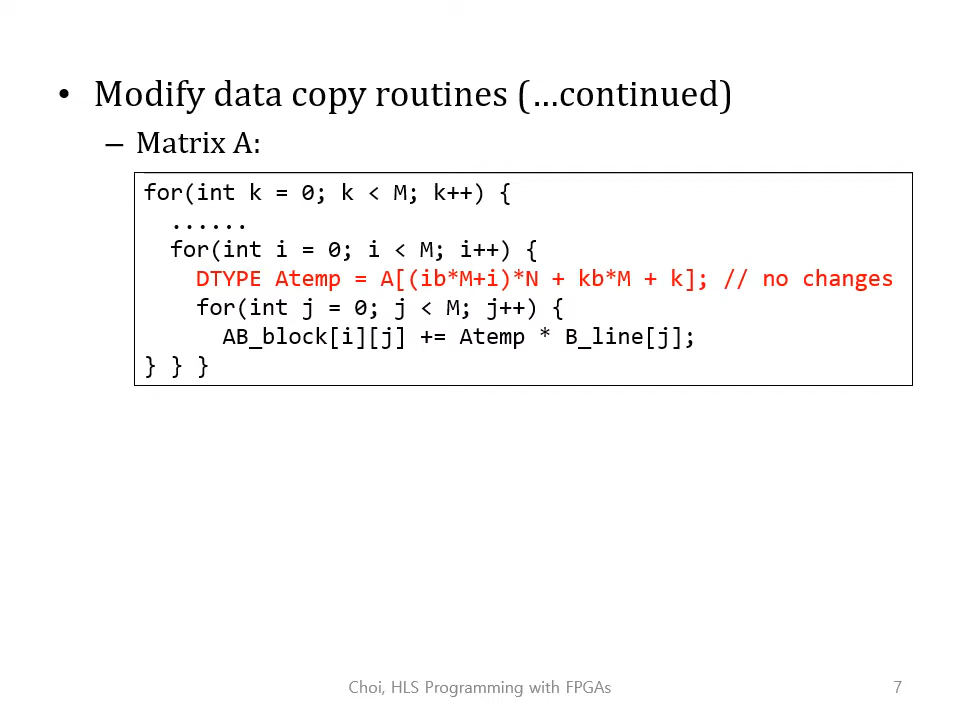 • Modify data copy routines (…continued)
– Matrix A:
for(int k = 0; k < M; k++) {
  ......
  for(int i = 0; i < M; i++) {
    DTYPE Atemp = A[(ib*M+i)*N + kb*M + k]; // no changes
    for(int j = 0; j < M; j++) {
      AB_block[i][j] += Atemp * B_line[j];
} } }
Choi, HLS Programming with FPGAs
7